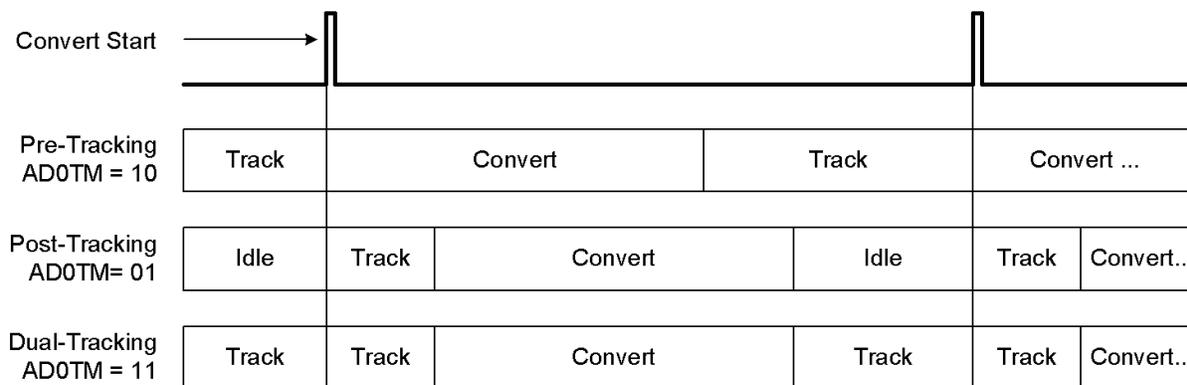 Convert Start
Pre-Tracking
AD0TM = 10
Track Convert Track Convert ...
Post-Tracking
AD0TM= 01
Idle Track Convert Idle Track Convert..
Dual-Tracking
AD0TM = 11
Track Track Convert Track Track Convert..